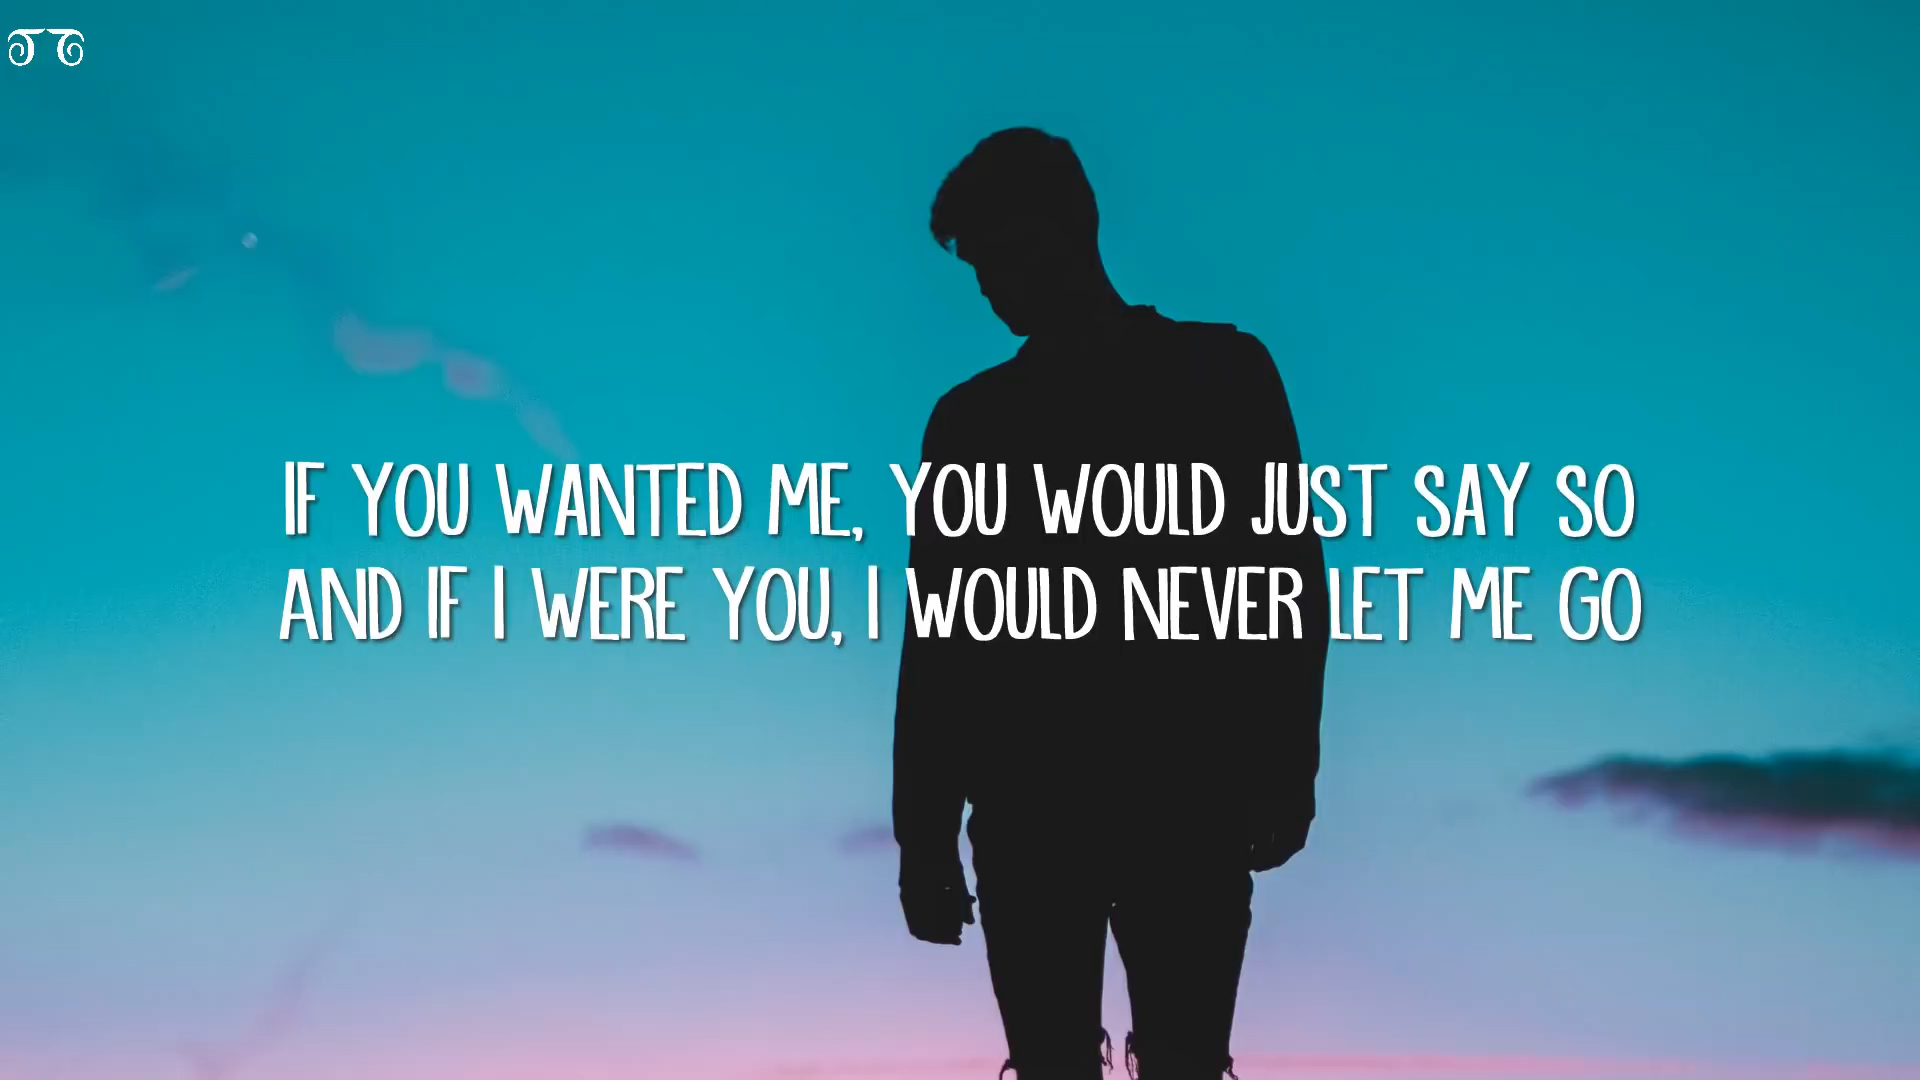 IF YOU WANTED ME, YOU WOULD JUST SAY SO
AND IF I WERE YOU, I WOULD NEVER LET ME GO